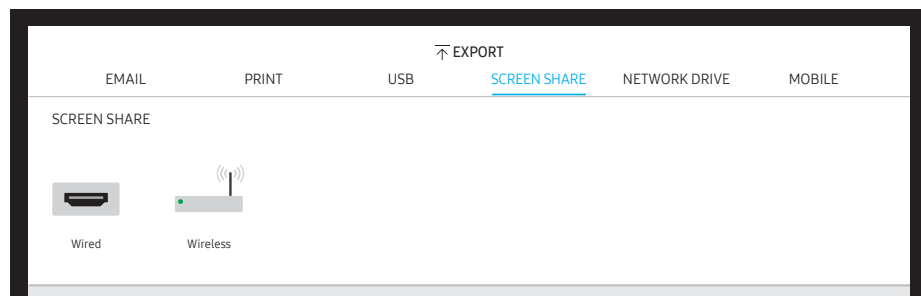 EXPORT
EMAIL PRINT USB SCREEN SHARE NETWORK DRIVE MOBILE
SCREEN SHARE
Wired Wireless